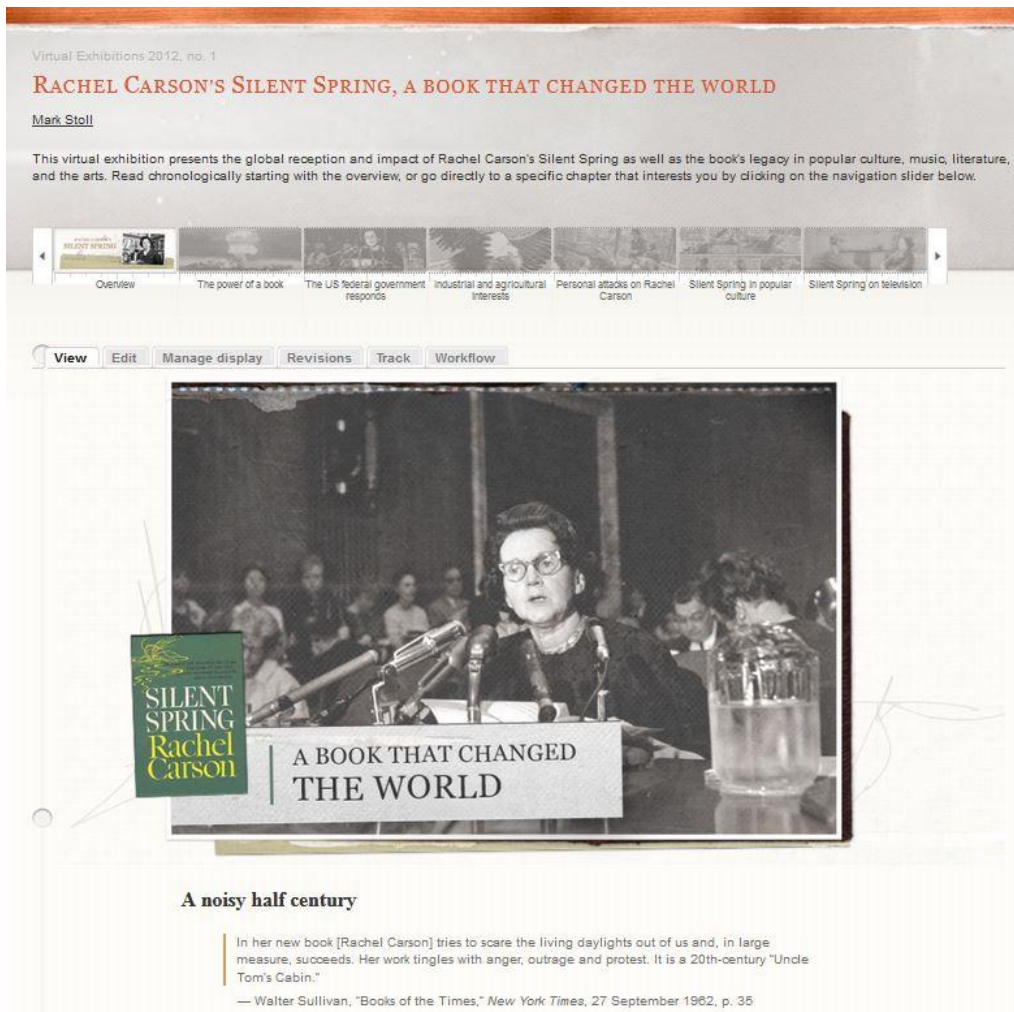 Virtual Exhibitions 2012, no. 1
RACHEL CARSON'S SILENT SPRING, A BOOK THAT CHANGED THE WORLD
Mark Stoll
This virtual exhibition presents the global reception and impact of Rachel Carson's Silent Spring as well as the book's legacy in popular culture, music, literature,
and the arts. Read chronologically starting with the overview, or go directly to a specific chapter that interests you by clicking on the navigation slider below.
SILENT SPRING
Overview
The power of a book
The US federal government
responds
Industrial and agricultural
interests
Personal attacks on Rachel
Carson
Silent Spring in popular
culture
Silent Spring on television
View Edit Manage display Revisions Track Workflow
SILENT
SPRING
Rachel
Carson
A BOOK THAT CHANGED
THE WORLD
A noisy half century
In her new book [Rachel Carson] tries to scare the living daylights out of us and, in large
measure, succeeds. Her work tingles with anger, outrage and protest. It is a 20th-century "Uncle
Tom's Cabin."
— Walter Sullivan, "Books of the Times," New York Times, 27 September 1962, p. 35